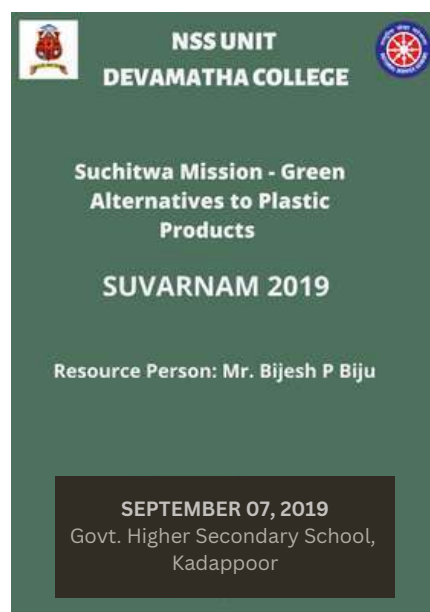 NSS UNIT
DEVAMATHA COLLEGE
Suchitwa Mission - Green
Alternatives to Plastic
Products
SUVARNAM 2019
Resource Person: Mr. Bijesh P Biju
SEPTEMBER 07, 2019
Govt. Higher Secondary School,
Kadappoor